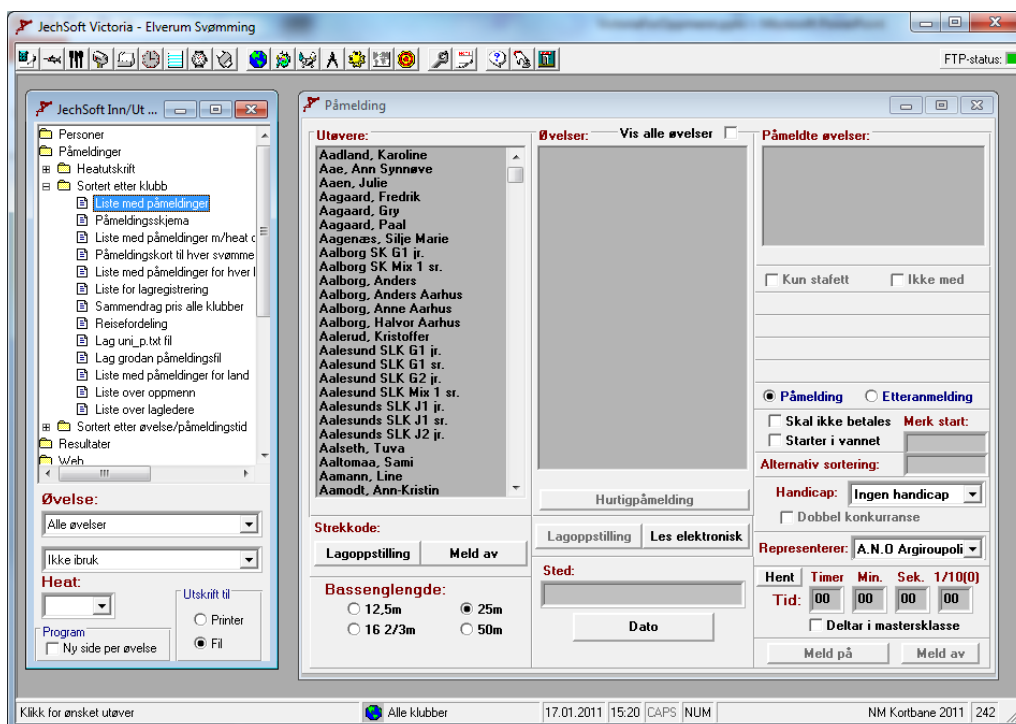 JechSoft Victoria - Elverum Svømming
FTP-status:
JechSoft Inn/Ut ...
Personer
Påmeldinger
Heatutskrift
Sortert etter klubb
Liste med påmeldinger
Påmeldingsskjema
Liste med påmeldinger m/heat
Påmeldingskort til hver svømme
Liste med påmeldinger for hver
Liste for lagregistrering
Sammendrag pris alle klubber
Reisefordeling
Lag uni_p.txt fil
Lag grodan påmeldingsfil
Liste med påmeldinger for land
Liste over oppmenn
Liste over lagledere
Sortert etter øvelse/påmeldingstid
Resultater
Web
Øvelse:
Alle øvelser
Ikke ibruk
Heat:
Utskrift til
Printer
Fil
Program
Ny side per øvelse
Påmelding
Utøvere:
Aadland, Karoline
Aae, Ann Synnøve
Aaen, Julie
Aagaard, Fredrik
Aagaard, Gry
Aagaard, Paal
Aagenæs, Silje Marie
Aalborg SK G1 jr.
Aalborg SK Mix 1 sr.
Aalborg, Anders
Aalborg, Anders Aarhus
Aalborg, Anne Aarhus
Aalborg, Halvor Aarhus
Aalerud, Kristoffer
Aalesund SLK G1 jr.
Aalesund SLK G1 sr.
Aalesund SLK G2 jr.
Aalesund SLK Mix 1 sr.
Aalesunds SLK J1 jr.
Aalesunds SLK J1 sr.
Aalesunds SLK J2 jr.
Aalseth, Tuva
Aaltomaa, Sami
Aamann, Line
Aamodt, Ann-Kristin
Strekkode:
Lagoppstilling Meld av
Bassenglengde:
12,5m 25m
16 2/3m 50m
Øvelser: Vis alle øvelser
Hurtigpåmelding
Lagoppstilling Les elektronisk
Sted:
Dato
Påmeldte øvelser:
Kun stafett Ikke med
Påmelding Etteranmelding
Skal ikke betales Merk start:
Starter i vannet
Alternativ sortering:
Handicap: Ingen handicap
Dobbel konkurranse
Representerer: A.N.O Argiroupoli
Hent Timer Min. Sek. 1/10(0)
Tid: 00 00 00 00
Deltar i mastersklasse
Meld på Meld av
Klikk for ønsket utøver Alle klubber 17.01.2011 15:20 CAPS NUM NM Kortbane 2011 242